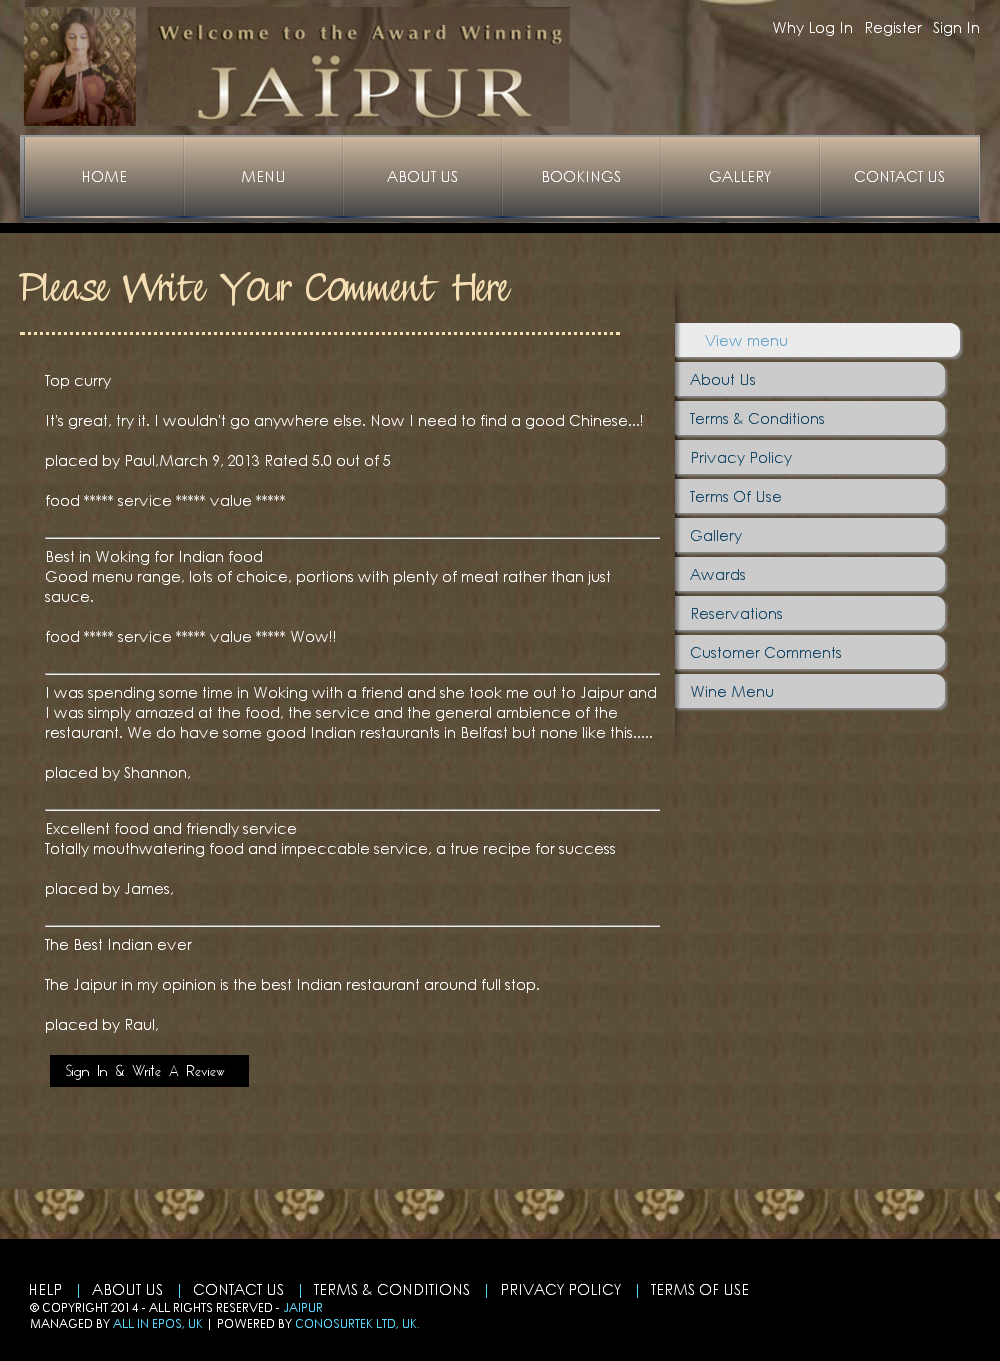 Welcome to the Award Winning
JAÏPUR
Why Log In Register Sign In
HOME MENU ABOUT US BOOKINGS GALLERY CONTACT US
Please Write Your Comment Here
Top curry
It's great, try it. I wouldn't go anywhere else. Now I need to find a good Chinese...!
placed by Paul,March 9, 2013 Rated 5.0 out of 5
food ***** service ***** value *****
Best in Woking for Indian food
Good menu range, lots of choice, portions with plenty of meat rather than just
sauce.
food ***** service ***** value ***** Wow!!
I was spending some time in Woking with a friend and she took me out to Jaipur and
I was simply amazed at the food, the service and the general ambience of the
restaurant. We do have some good Indian restaurants in Belfast but none like this.....
placed by Shannon,
Excellent food and friendly service
Totally mouthwatering food and impeccable service, a true recipe for success
placed by James,
The Best Indian ever
The Jaipur in my opinion is the best Indian restaurant around full stop.
placed by Raul,
Sign In & Write A Review
View menu
About Us
Terms & Conditions
Privacy Policy
Terms Of Use
Gallery
Awards
Reservations
Customer Comments
Wine Menu
HELP | ABOUT US | CONTACT US | TERMS & CONDITIONS | PRIVACY POLICY | TERMS OF USE
© COPYRIGHT 2014 - ALL RIGHTS RESERVED - JAIPUR
MANAGED BY ALL IN EPOS, UK | POWERED BY CONOSURTEK LTD, UK.